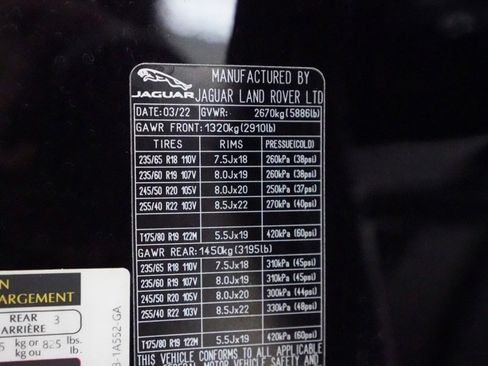 JAGUAR
MANUFACTURED BY
JAGUAR LAND ROVER LTD
DATE: 03/22 GVWR: 2670kg (5886lb)
GAWR FRONT: 1320kg (2910lb)
TIRES RIMS PRESSURE(COLD)
235/65 R18 110V 7.5Jx18 260kPa (38psi)
235/60 R19 107V 8.0Jx19 260kPa (38psi)
245/50 R20 105V 8.0Jx20 250kPa (37psi)
255/40 R22 103V 8.5Jx22 270kPa (40psi)
T175/80 R19 122M 5.5Jx19 420kPa (60psi)
GAWR REAR: 1450kg (3195lb)
235/65 R18 110V 7.5Jx18 310kPa (45psi)
235/60 R19 107V 8.0Jx19 310kPa (45psi)
245/50 R20 105V 8.0Jx20 300kPa (44psi)
255/40 R22 103V 8.5Jx22 330kPa (48psi)
T175/80 R19 122M 5.5Jx19 420kPa (60psi)
THIS VEHICLE CONFORMS TO ALL
FEDERAL MOTOR VEHICLE SAFETY
ARGEMENT
REAR 3
ARRIÈRE
kg or 825 lbs.
kg ou lb.